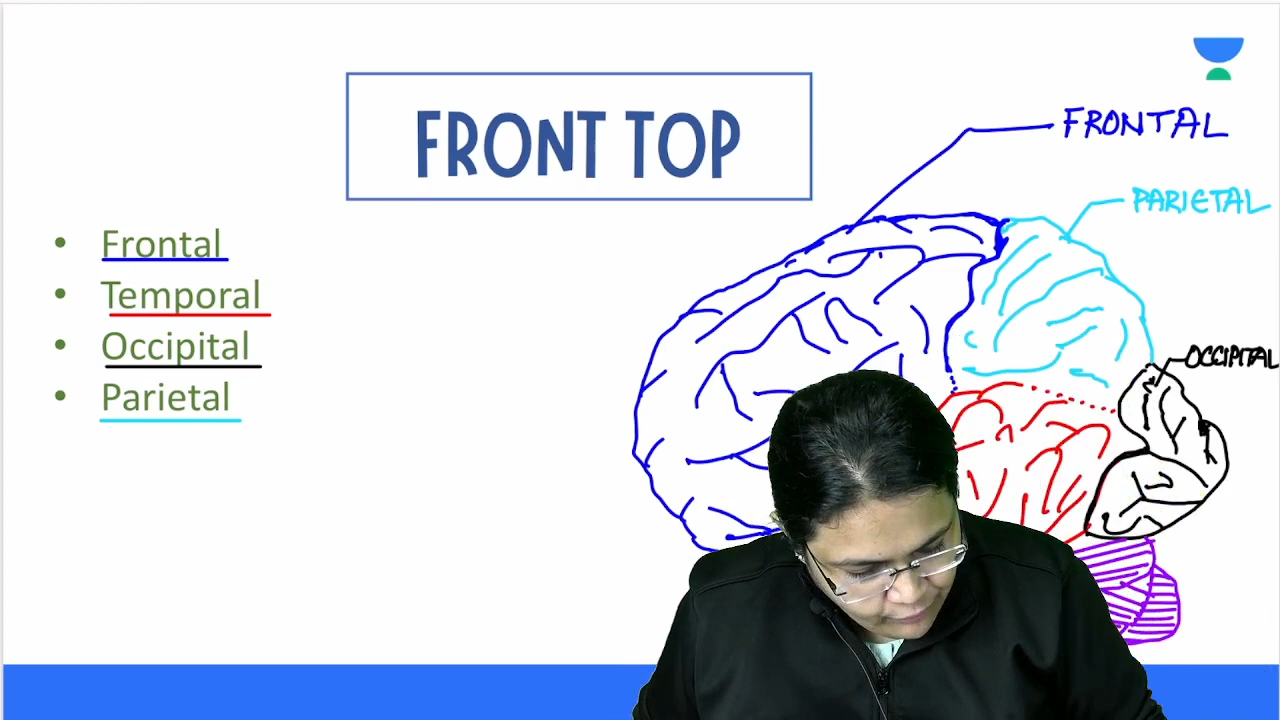 FRONT TOP
FRONTAL
PARIETAL
• Frontal
• Temporal
• Occipital
• Parietal
OCCIPITAL